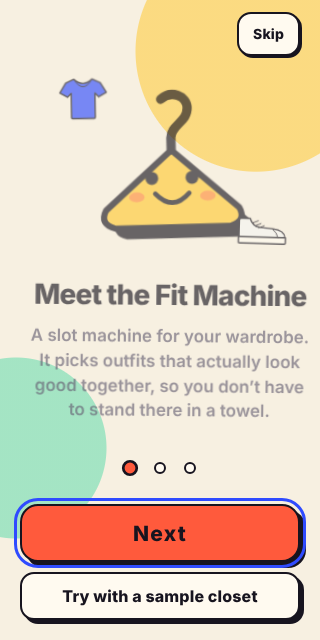 Skip
Meet the Fit Machine
A slot machine for your wardrobe.
It picks outfits that actually look
good together, so you don’t have
to stand there in a towel.
Next
Try with a sample closet